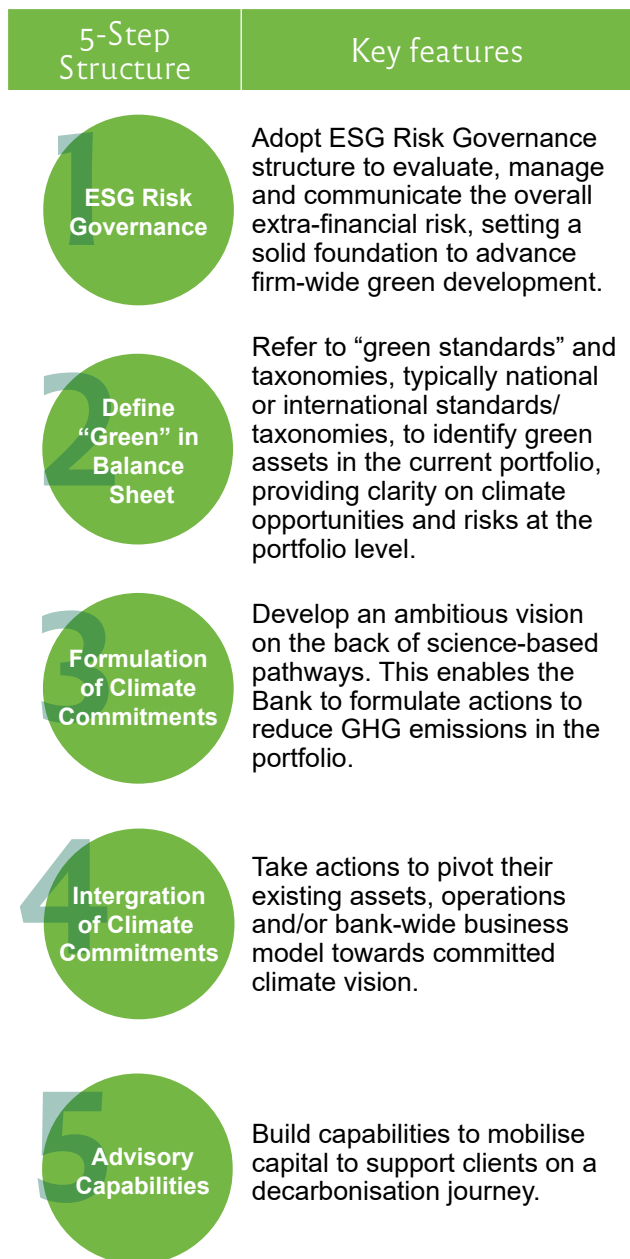 5-Step
Structure
Key features
1
ESG Risk
Governance
Adopt ESG Risk Governance
structure to evaluate, manage
and communicate the overall
extra-financial risk, setting a
solid foundation to advance
firm-wide green development.
2
Define
“Green” in
Balance
Sheet
Refer to “green standards” and
taxonomies, typically national
or international standards/
taxonomies, to identify green
assets in the current portfolio,
providing clarity on climate
opportunities and risks at the
portfolio level.
3
Formulation
of Climate
Commitments
Develop an ambitious vision
on the back of science-based
pathways. This enables the
Bank to formulate actions to
reduce GHG emissions in the
portfolio.
4
Intergration
of Climate
Commitments
Take actions to pivot their
existing assets, operations
and/or bank-wide business
model towards committed
climate vision.
5
Advisory
Capabilities
Build capabilities to mobilise
capital to support clients on a
decarbonisation journey.